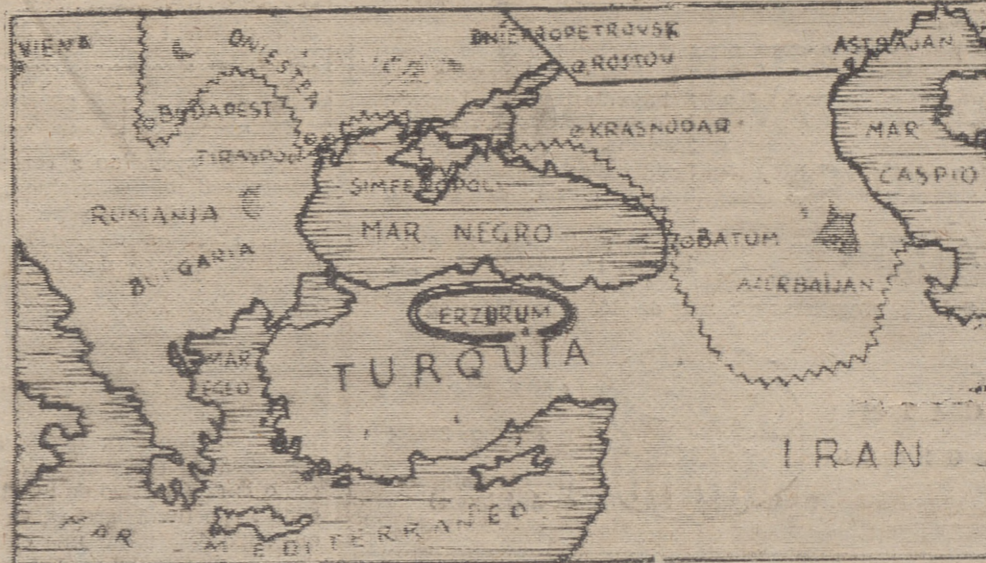 VIENA
DNIESTER
DNIEPROPETROVSK
ROSTOV
ASTRAJAN
BUDAPEST
TIRASPOL
KRASNODAR
MAR
CASPIO
SIMFEROPOL
RUMANIA
MAR NEGRO
BATUM
BULGARIA
AZERBAIJAN
ERZURUM
MAR
EGEO
TURQUÍA
IRAN
MAR MEDITERRANEO